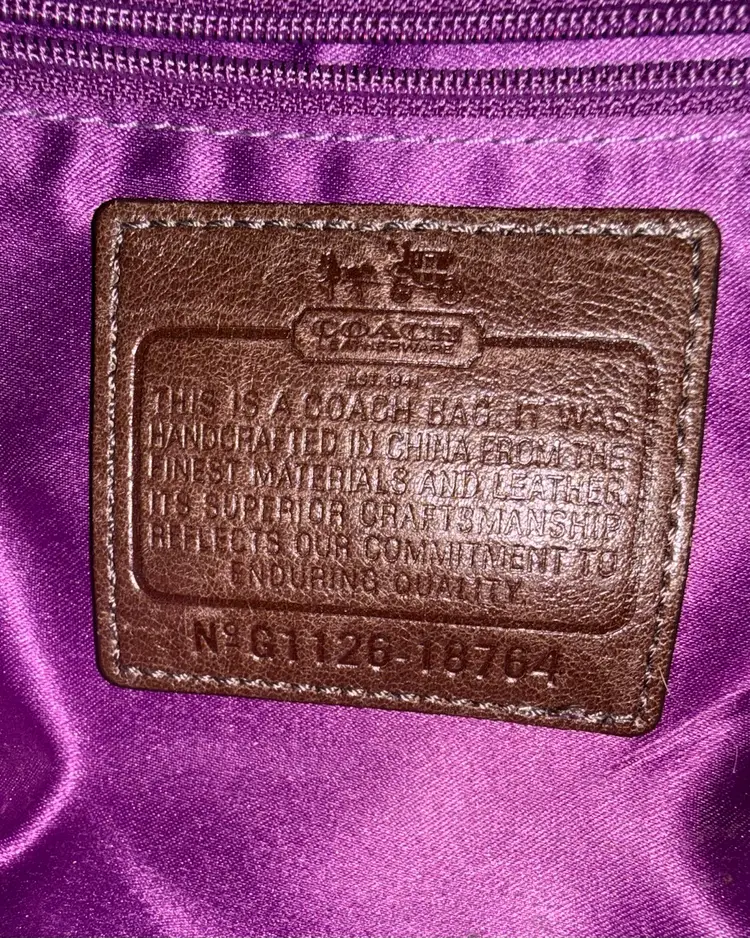 COACH
LEATHERWARE
EST. 1941
THIS IS A COACH BAG. IT WAS
HANDCRAFTED IN CHINA FROM THE
FINEST MATERIALS AND LEATHER.
ITS SUPERIOR CRAFTSMANSHIP
REFLECTS OUR COMMITMENT TO
ENDURING QUALITY.
Nº G1126-18764